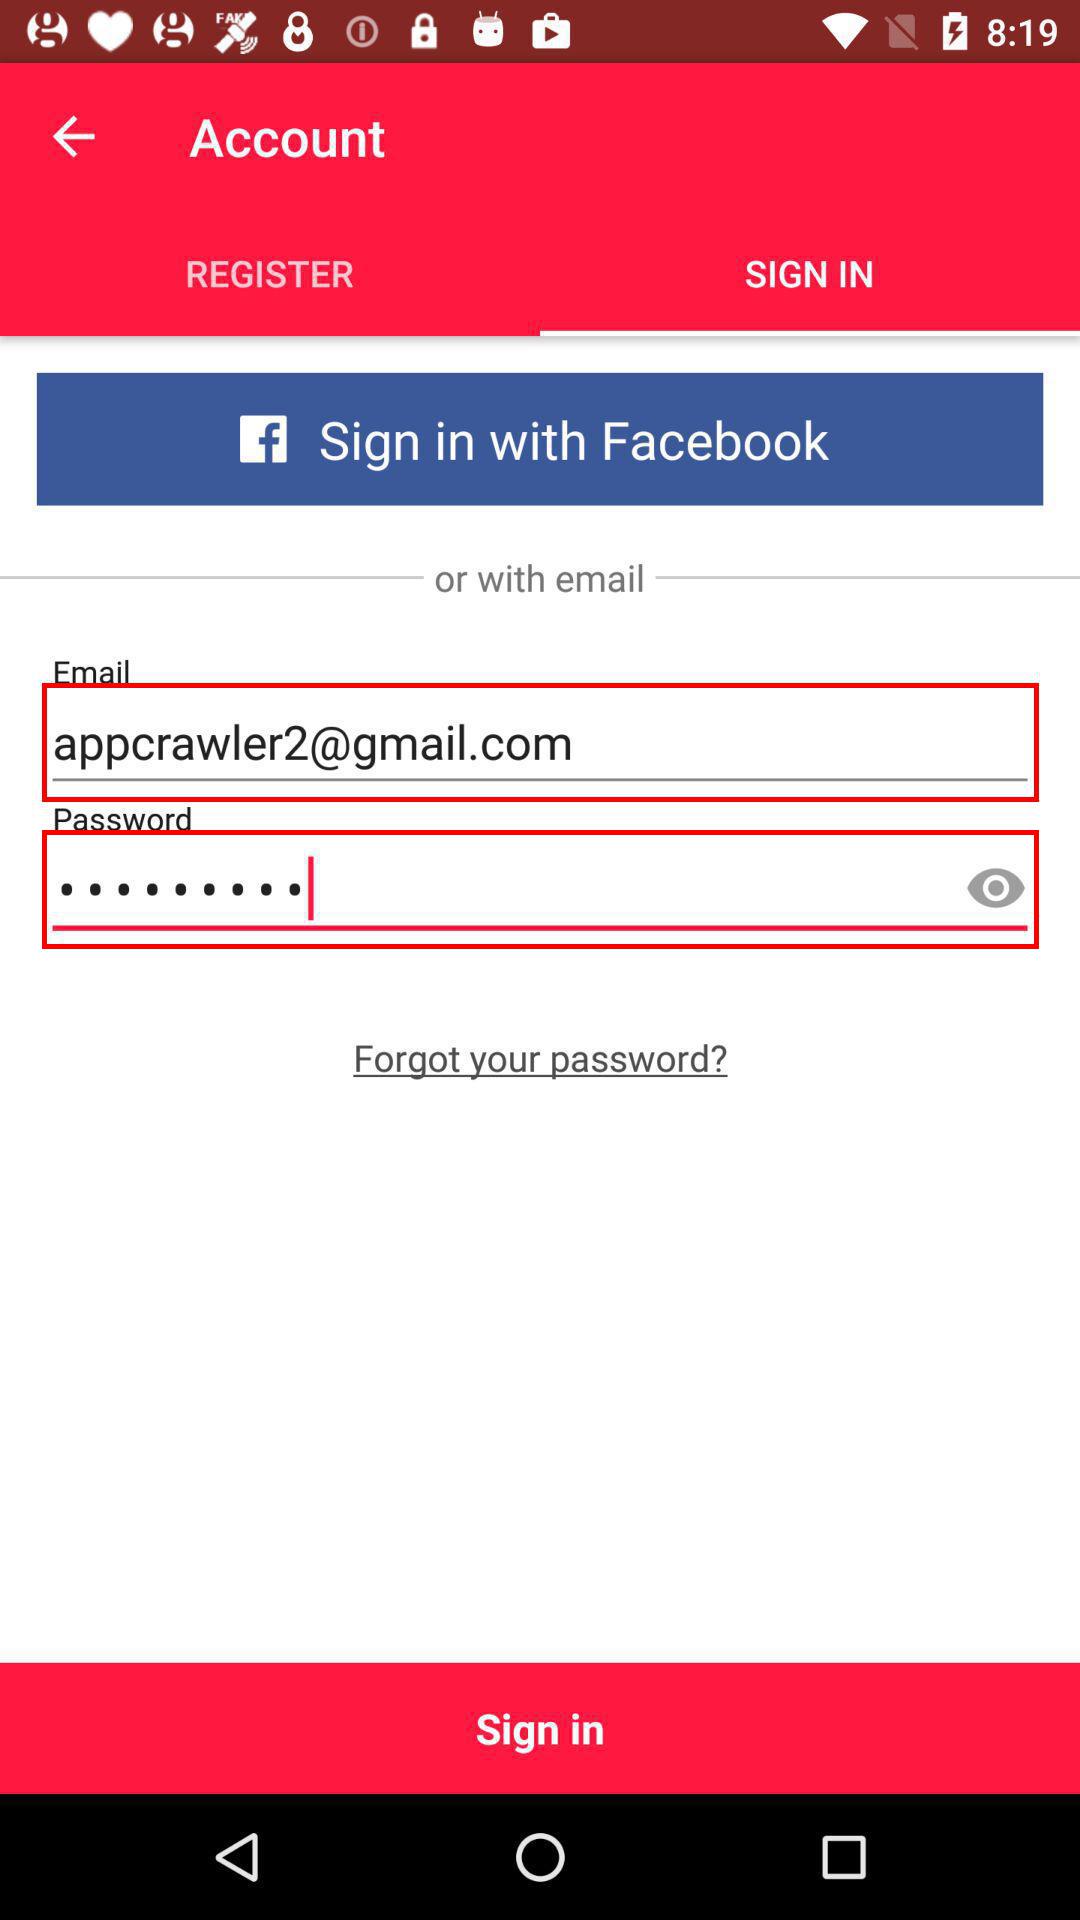 FAKE
8:19
Account
REGISTER
SIGN IN
Sign in with Facebook
or with email
Email
appcrawler2@gmail.com
Password
•••••••••
Forgot your password?
Sign in